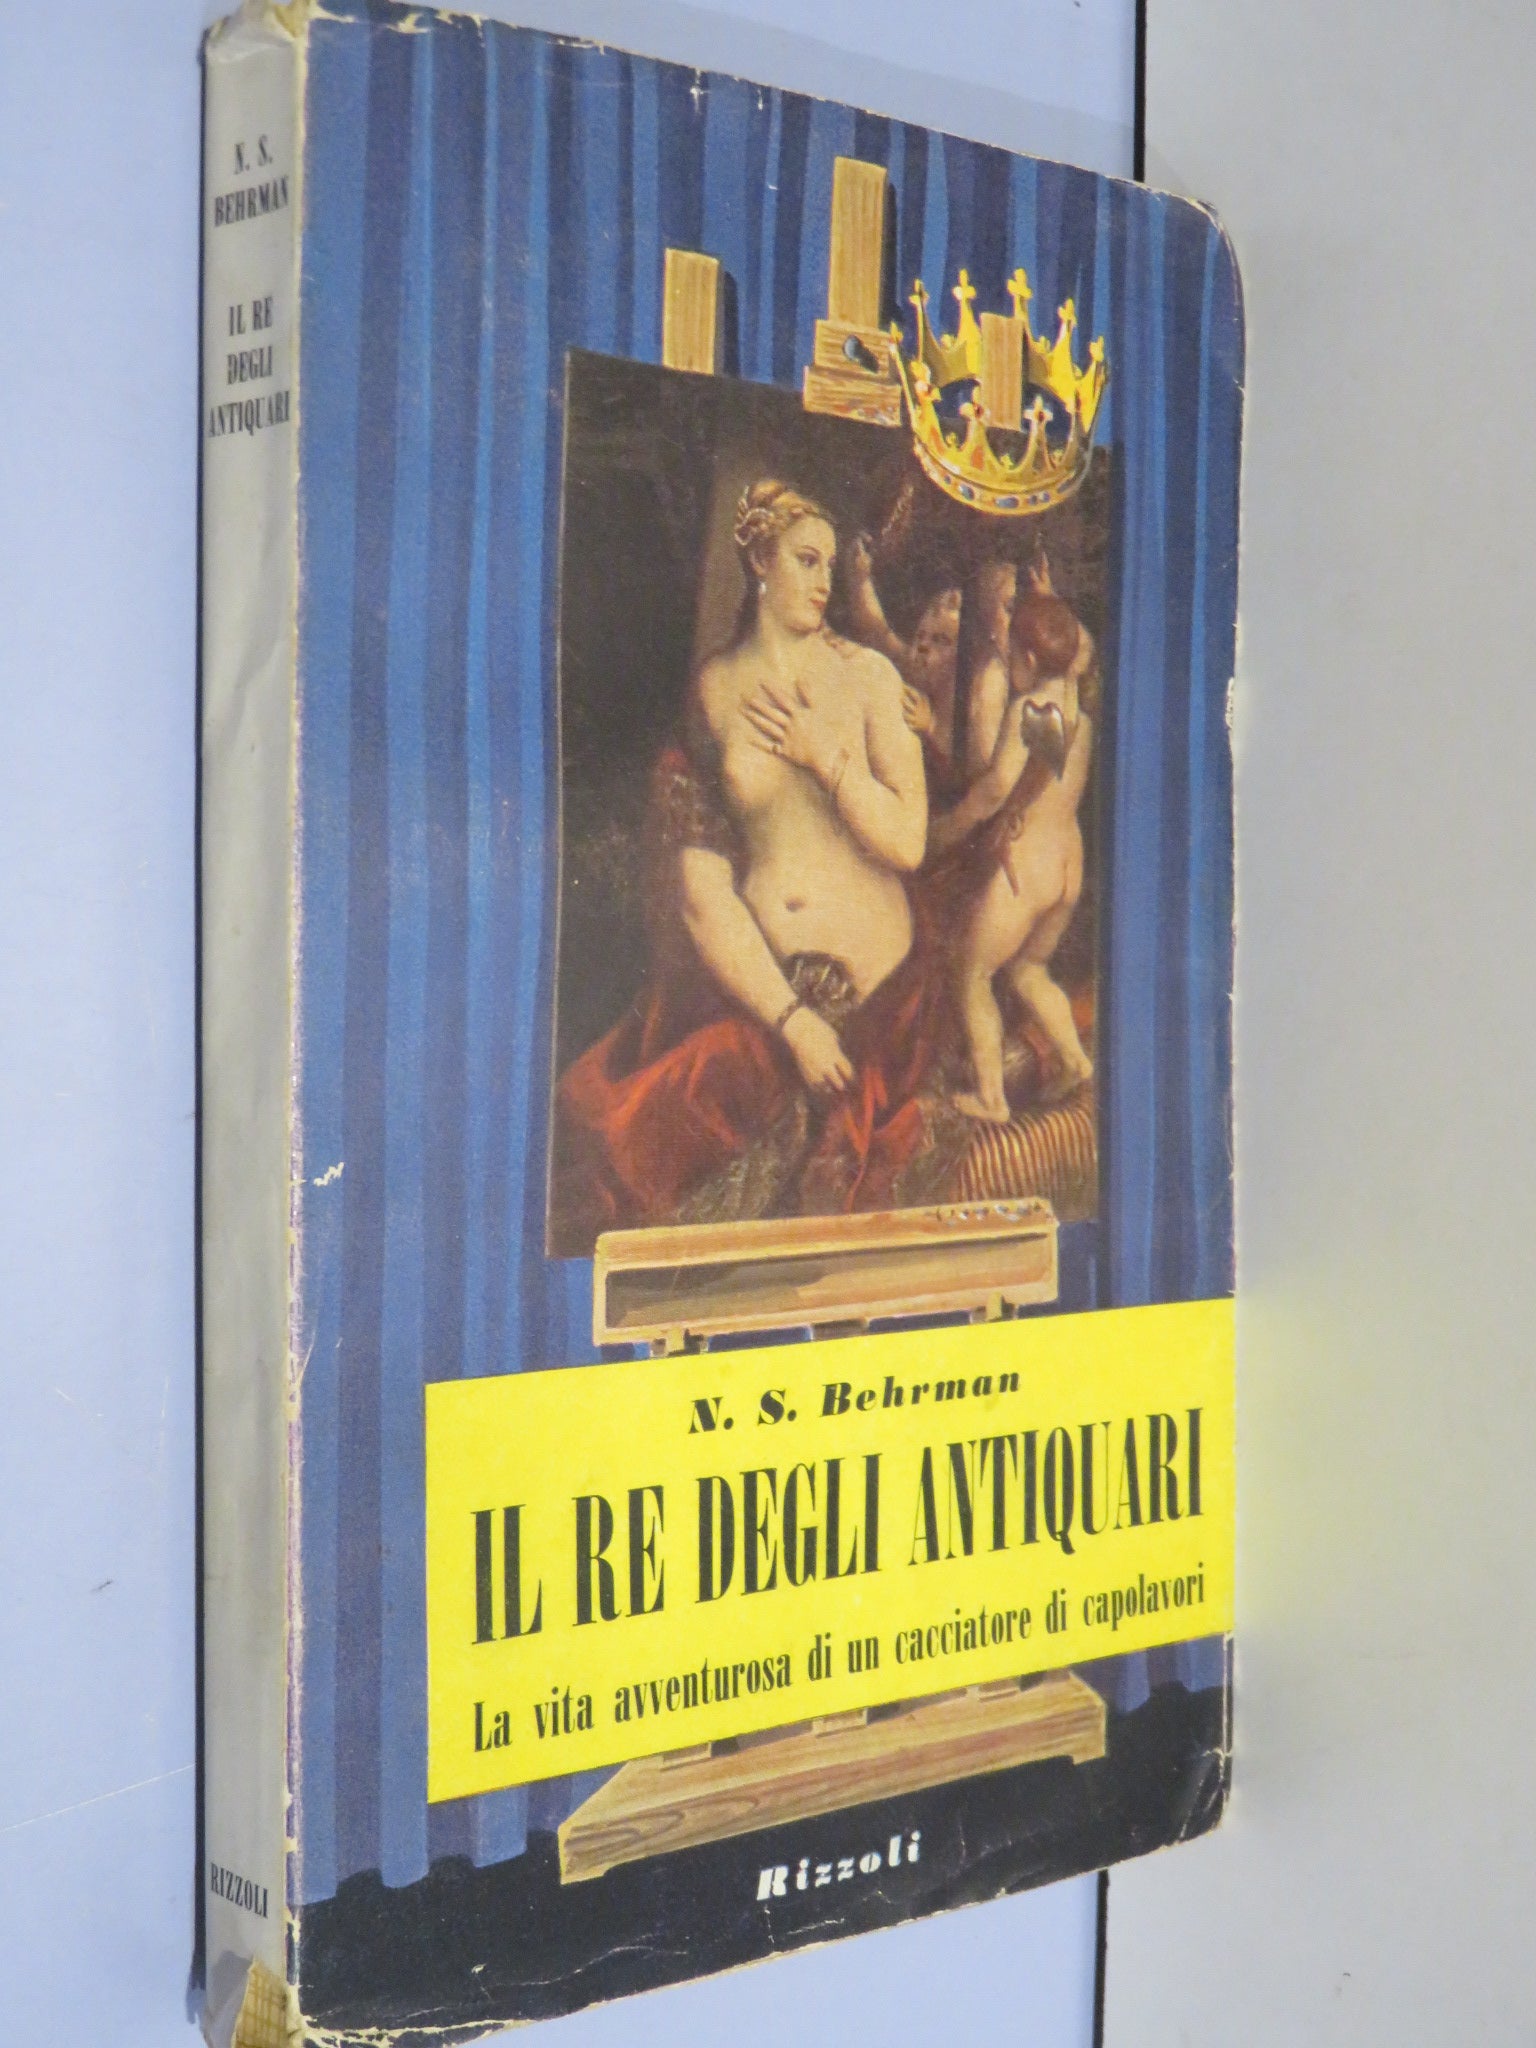 N. S.
BEHRMAN
IL RE
DEGLI
ANTIQUARI
RIZZOLI
N. S. Behrman
IL RE DEGLI ANTIQUARI
La vita avventurosa di un cacciatore di capolavori
Rizzoli